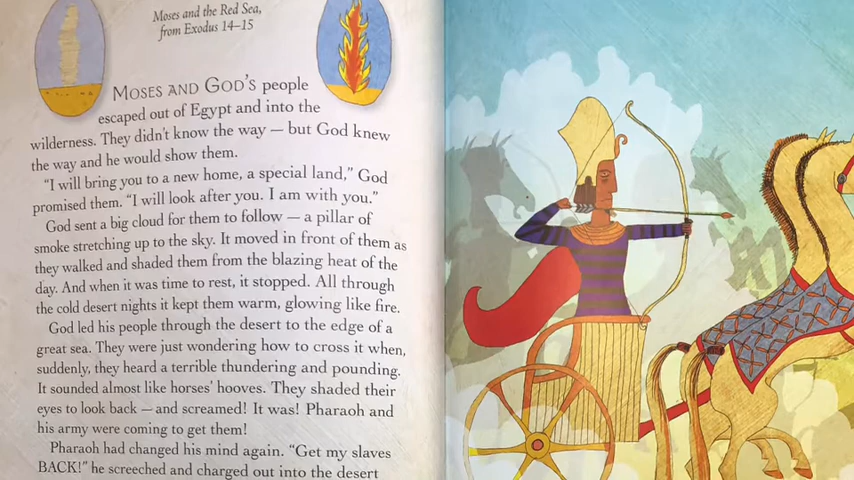 Moses and the Red Sea,
from Exodus 14–15
MOSES AND GOD'S people
escaped out of Egypt and into the
wilderness. They didn't know the way — but God knew
the way and he would show them.
"I will bring you to a new home, a special land," God
promised them. "I will look after you. I am with you."
God sent a big cloud for them to follow — a pillar of
smoke stretching up to the sky. It moved in front of them as
they walked and shaded them from the blazing heat of the
day. And when it was time to rest, it stopped. All through
the cold desert nights it kept them warm, glowing like fire.
God led his people through the desert to the edge of a
great sea. They were just wondering how to cross it when,
suddenly, they heard a terrible thundering and pounding.
It sounded almost like horses' hooves. They shaded their
eyes to look back — and screamed! It was! Pharaoh and
his army were coming to get them!
Pharaoh had changed his mind again. "Get my slaves
BACK!" he screeched and charged out into the desert